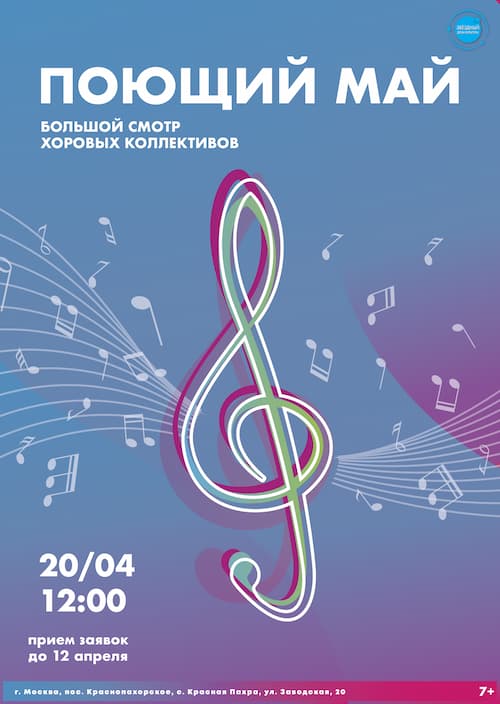 ЗВЕЗДНЫЙ
ПОЮЩИЙ МАЙ
БОЛЬШОЙ СМОТР
ХОРОВЫХ КОЛЛЕКТИВОВ
20/04
12:00
прием заявок
до 12 апреля
г. Москва, пос. Краснопахорское, с. Красная Пахра, ул. Заводская, 20
7+